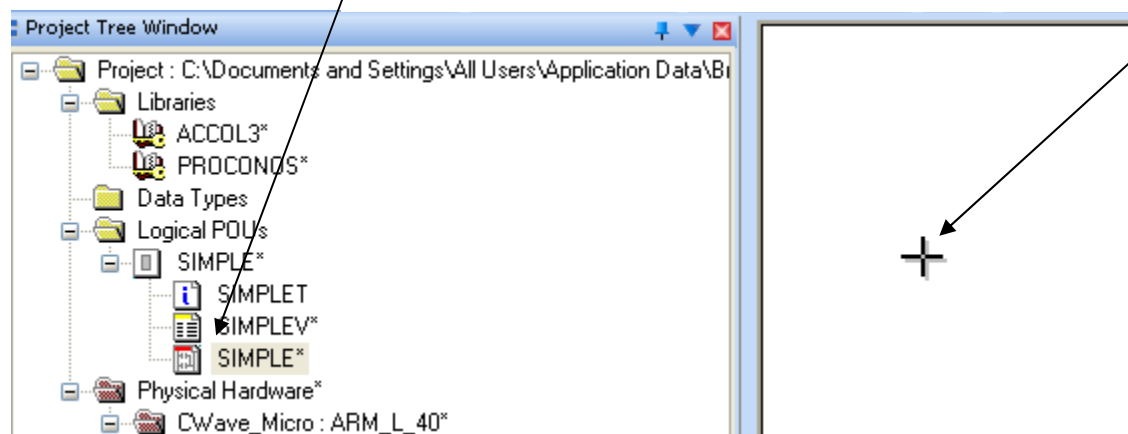 Project Tree Window
Project : C:\Documents and Settings\All Users\Application Data\Br
Libraries
ACCOL3*
PROCONOS*
Data Types
Logical POUs
SIMPLE*
SIMPLET
SIMPLEV*
SIMPLE*
Physical Hardware*
CWave_Micro : ARM_L_40*